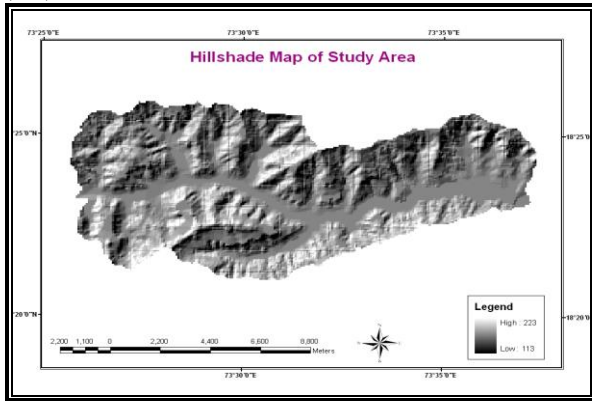 73°25'0"E 73°30'0"E 73°35'0"E
Hillshade Map of Study Area
'25'0"N 18°25'
'20'0"N 18°20'0"
Legend
High : 223
Low : 113
2,200 1,100 0 2,200 4,400 6,600 8,800
Meters
73°30'0"E 73°35'0"E